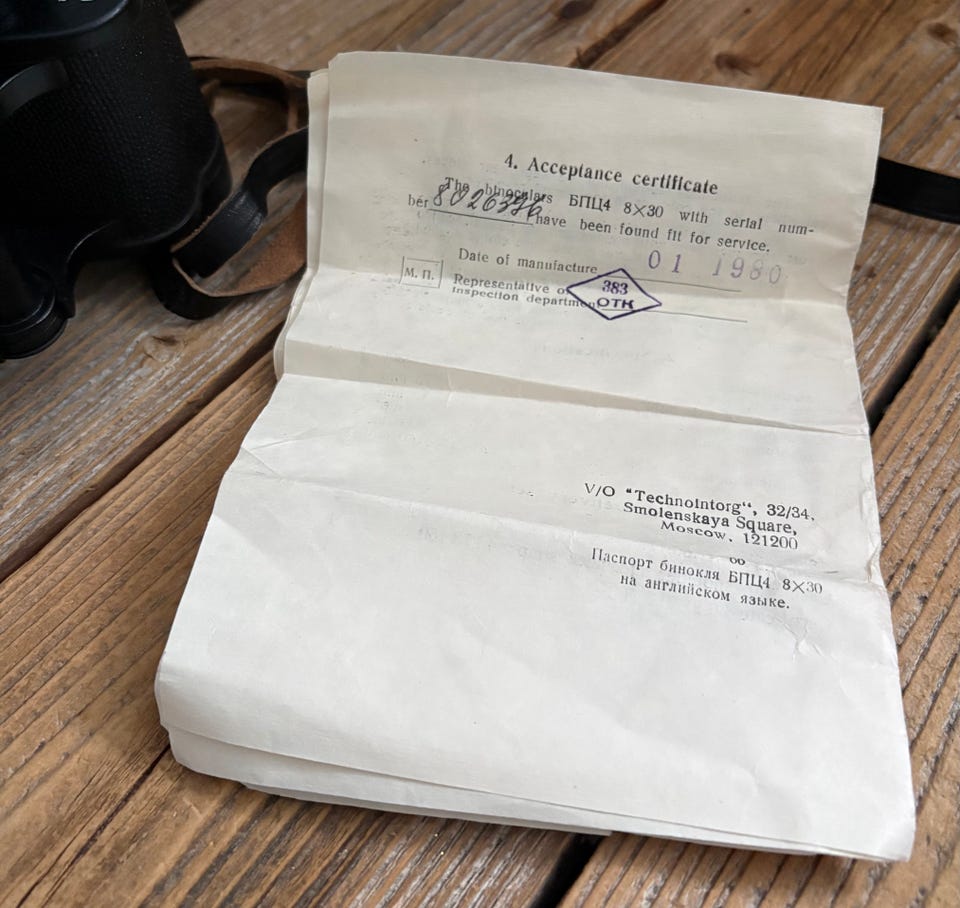 4. Acceptance certificate
The binoculars БПЦ4 8×30 with serial num-
ber 8026376 have been found fit for service.
Date of manufacture 01 1980
М. П.
Representative of
inspection department
383
ОТК
V/O "Technointorg", 32/34,
Smolenskaya Square,
Moscow, 121200
Паспорт бинокля БПЦ4 8×30
на английском языке.